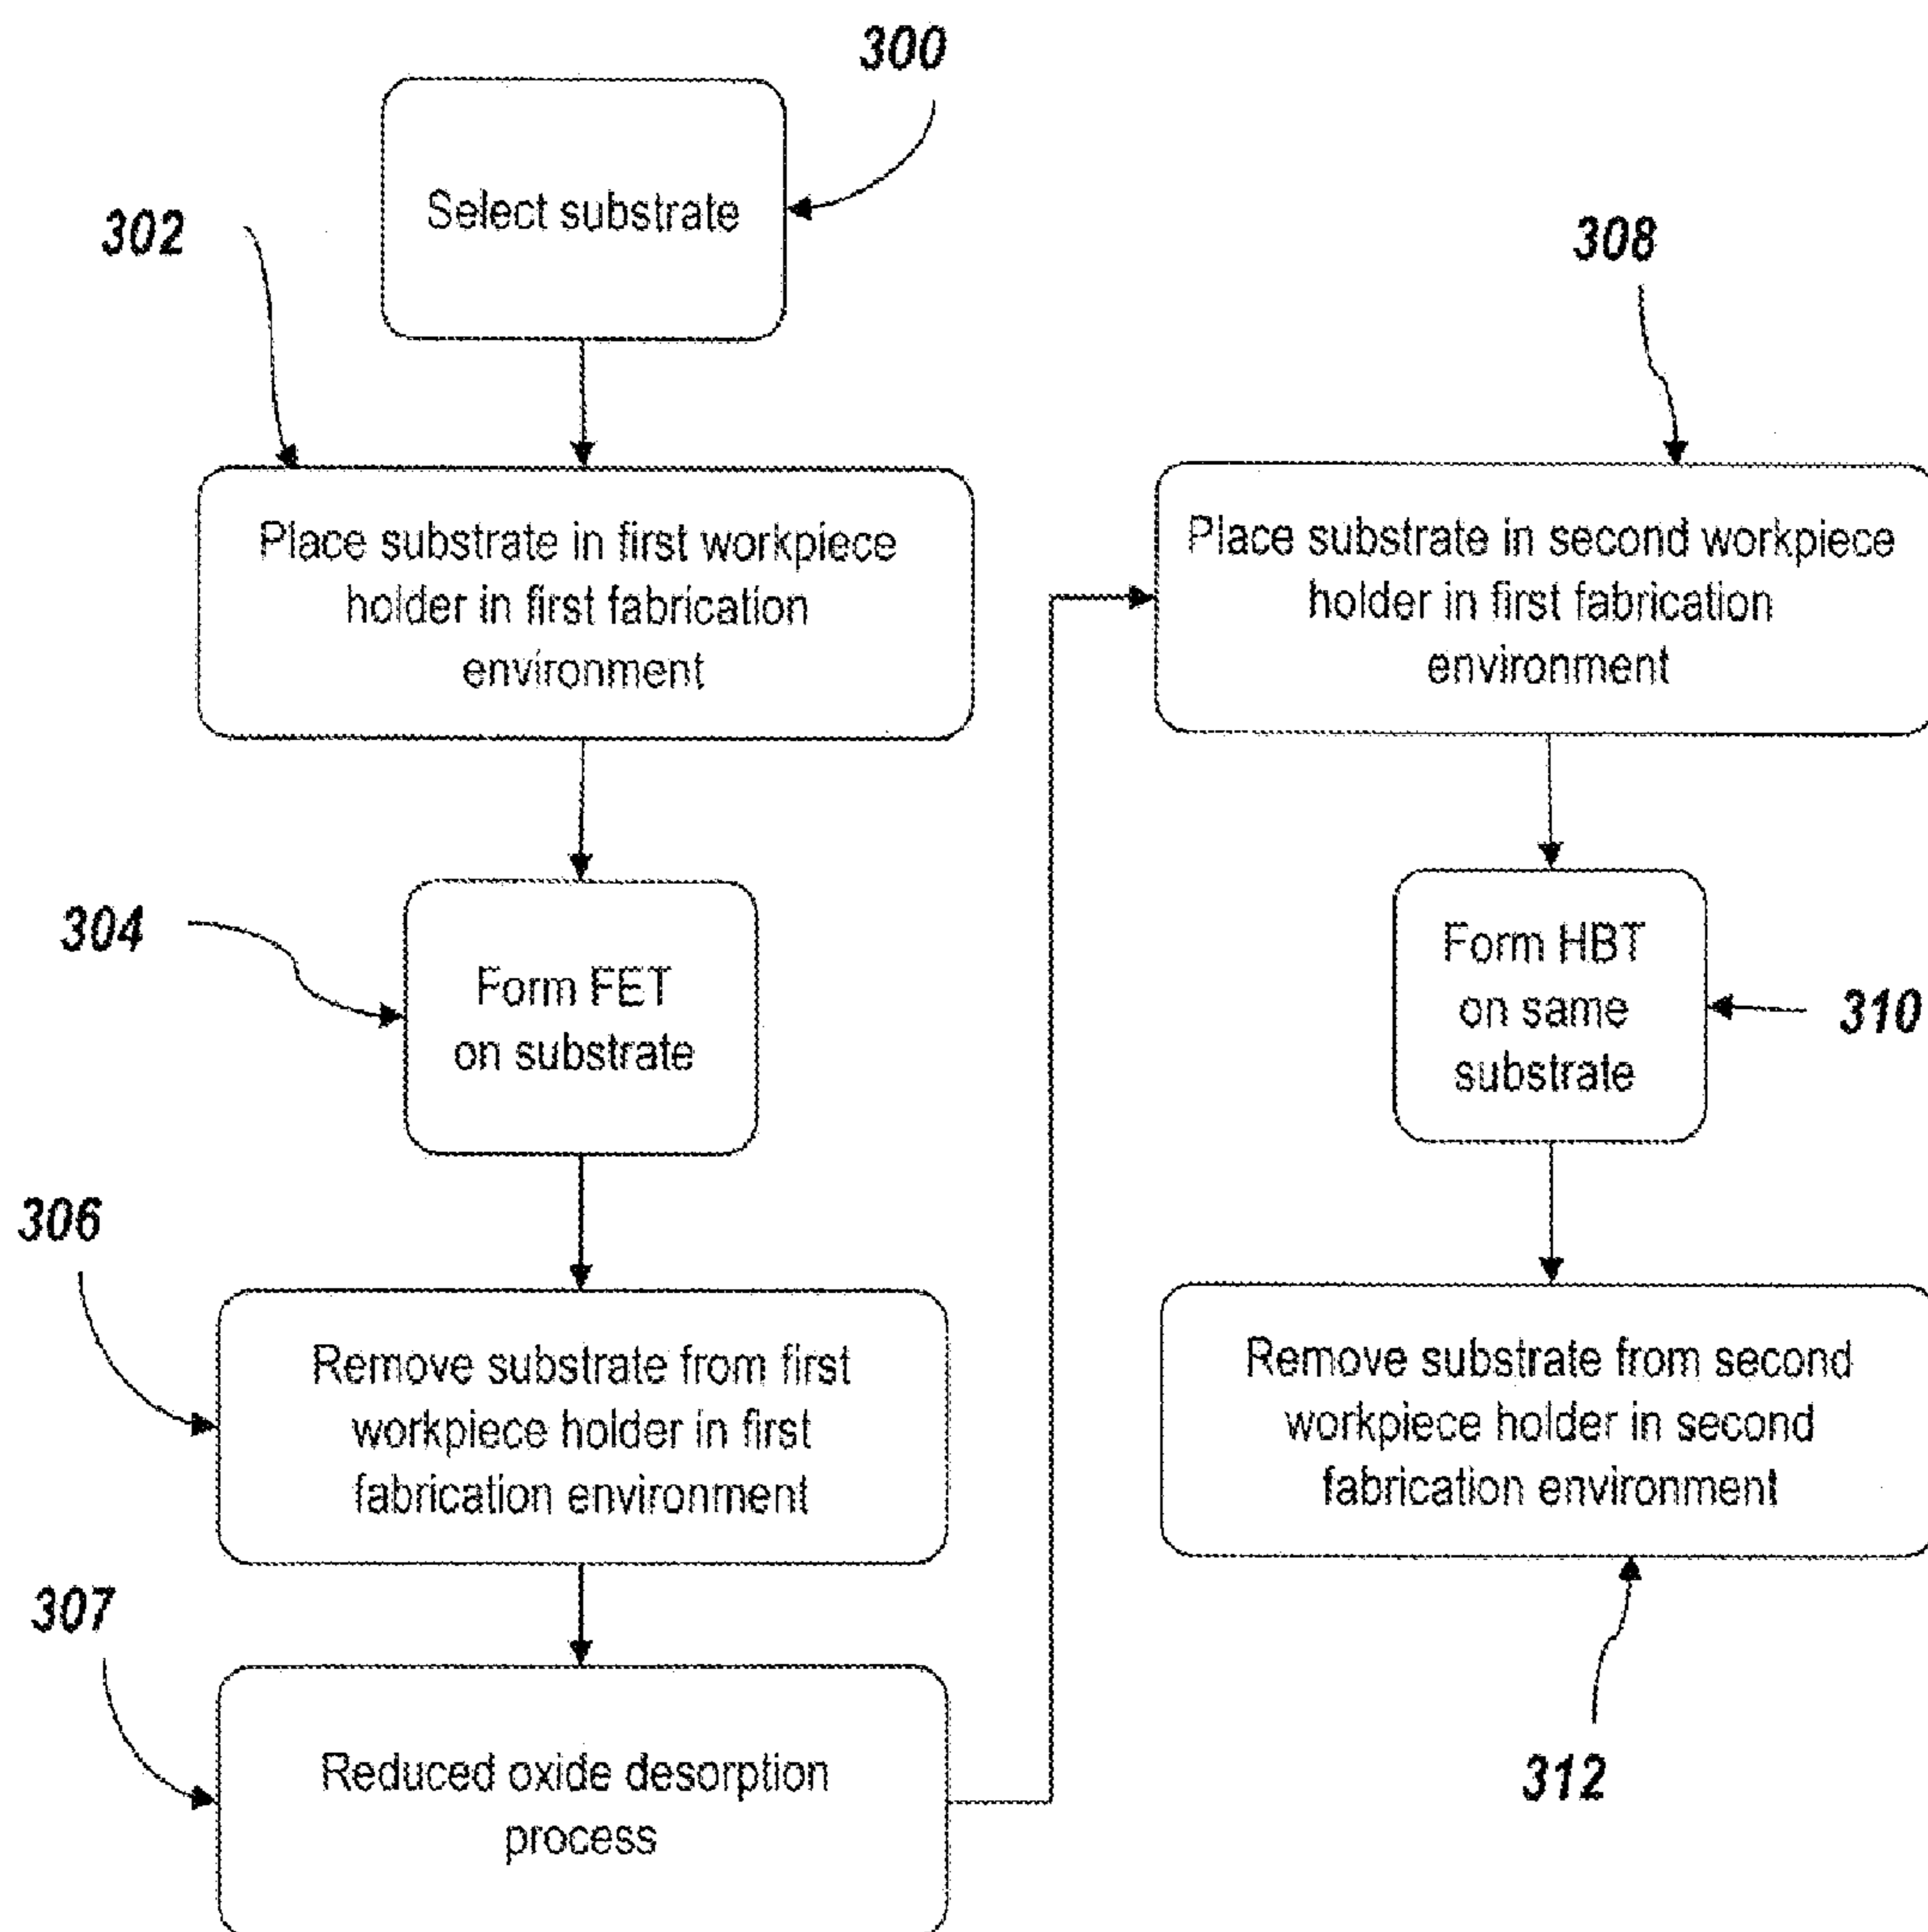 300
Select substrate
302
Place substrate in first workpiece
holder in first fabrication
environment
304
Form FET
on substrate
306
Remove substrate from first
workpiece holder in first
fabrication environment
307
Reduced oxide desorption
process
308
Place substrate in second workpiece
holder in first fabrication
environment
Form HBT
on same
substrate
310
Remove substrate from second
workpiece holder in second
fabrication environment
312